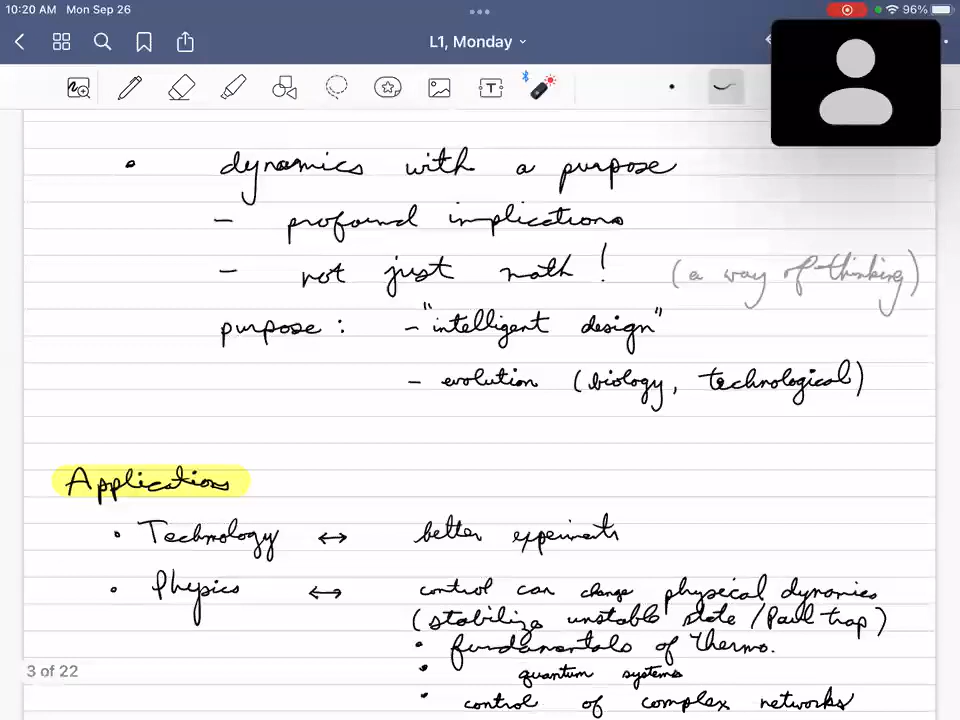 10:20 AM Mon Sep 26
96%
L1, Monday
T
• dynamics with a purpose
– profound implications
– not just math! (a way of thinking)
purpose: – "intelligent design"
– evolution (biology, technological)
Applications
• Technology ↔ better experiments
• Physics ↔ control can change physical dynamics
(stabilize unstable state / Paul trap)
• fundamentals of thermo.
• quantum systems
• control of complex networks
3 of 22